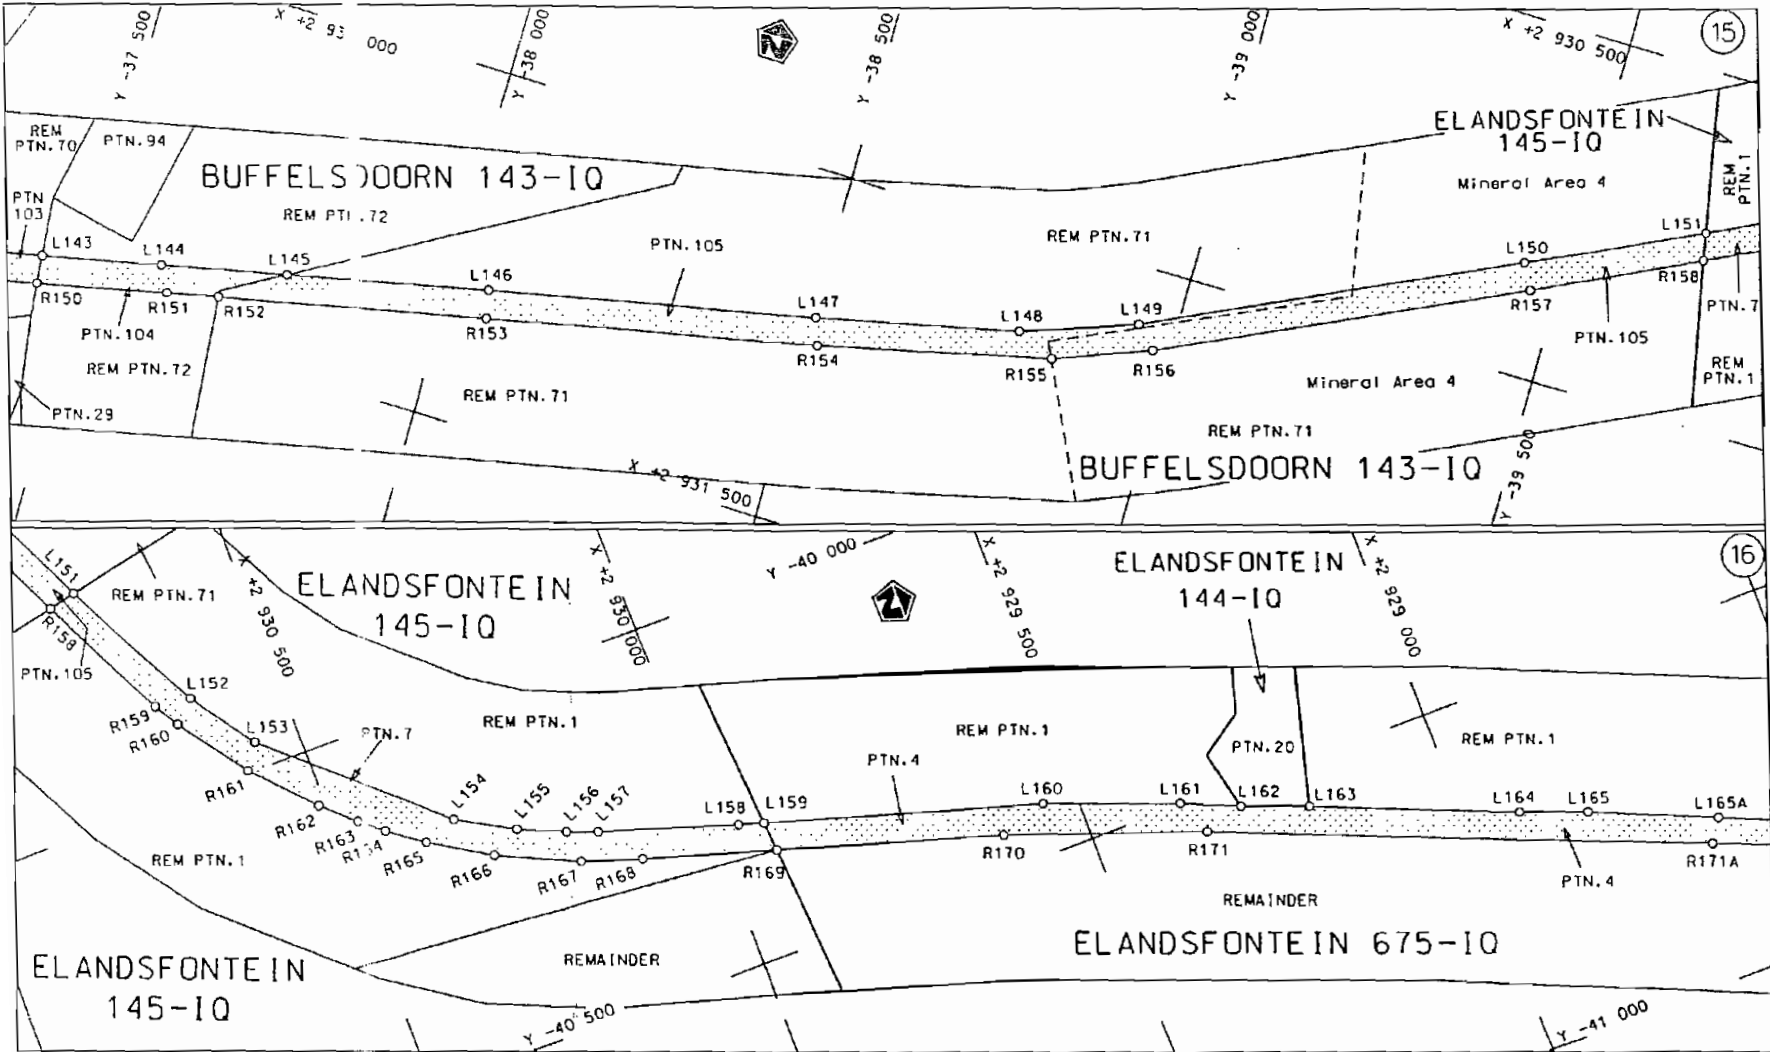 15
Y -37 500
X +2 93 000
Y -38 000
Y -38 500
Y -39 000
X +2 930 500
ELANDSFONTEIN
145-IQ
REM
PTN.70
PTN.94
BUFFELS OORN 143-IQ
REM PT .72
PTN
103
Mineral Area 4
REM
PTN.1
L143
L144
L145
L146
PTN.105
L147
REM PTN.71
L148
L149
L150
L151
R150
R151
R152
R153
R154
R155
R156
R157
R158
PTN.104
REM PTN.72
PTN.29
REM PTN.71
PTN.105
PTN.7
Mineral Area 4
REM
PTN.1
REM PTN.71
BUFFELSDOORN 143-IQ
X +2 931 500
Y -39 500
16
L151
R158
REM PTN.71
PTN.105
X +2 930 500
ELANDSFONTEIN
145-IQ
X +2 930 000
Y -40 000
X +2 929 500
ELANDSFONTEIN
144-IQ
X +2 929 000
L152
R159
R160
L153
PTN.7
REM PTN.1
REM PTN.1
PTN.4
PTN.20
REM PTN.1
R161
R162
R163
R165
R166
R167
R168
R169
L154
L155
L156
L157
L158
L159
L160
L161
L162
L163
L164
L165
L165A
R170
R171
R171A
PTN.4
REM PTN.1
REMAINDER
REMAINDER
ELANDSFONTEIN 675-IQ
ELANDSFONTEIN
145-IQ
Y -40 500
Y -41 000